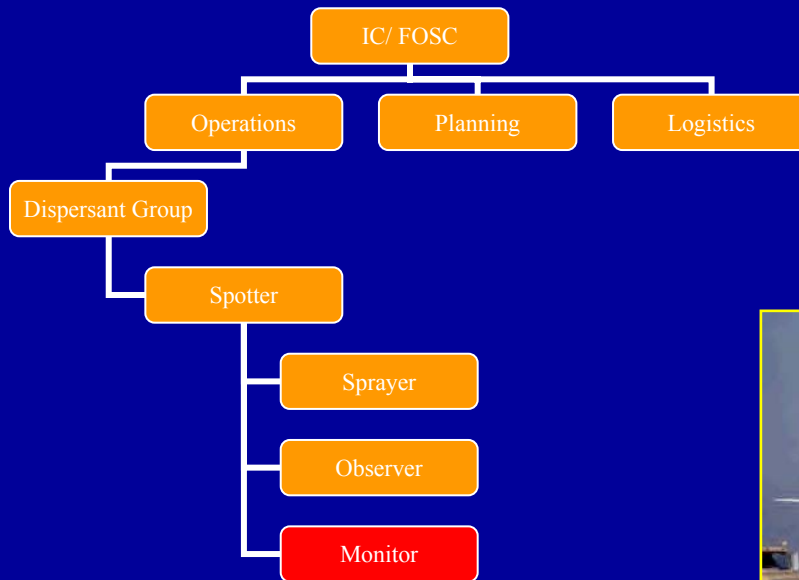 IC/ FOSC
Operations
Planning
Logistics
Dispersant Group
Spotter
Sprayer
Observer
Monitor